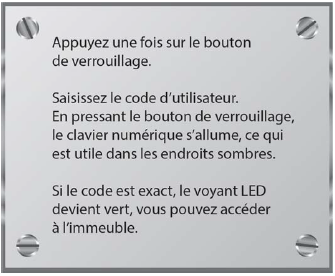 Appuyez une fois sur le bouton
de verrouillage.
Saisissez le code d'utilisateur.
En pressant le bouton de verrouillage,
le clavier numérique s'allume, ce qui
est utile dans les endroits sombres.
Si le code est exact, le voyant LED
devient vert, vous pouvez accéder
à l'immeuble.